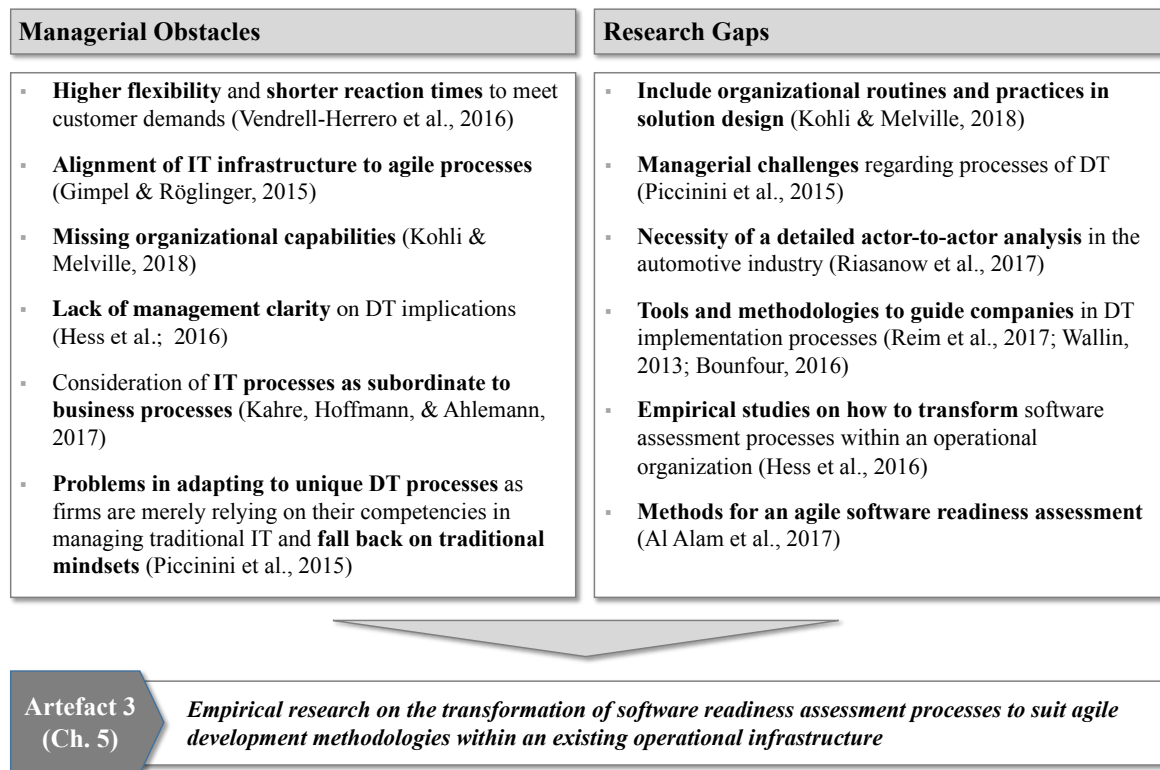 Managerial Obstacles
▪ Higher flexibility and shorter reaction times to meet
customer demands (Vendrell-Herrero et al., 2016)
▪ Alignment of IT infrastructure to agile processes
(Gimpel & Röglinger, 2015)
▪ Missing organizational capabilities (Kohli &
Melville, 2018)
▪ Lack of management clarity on DT implications
(Hess et al.; 2016)
▪ Consideration of IT processes as subordinate to
business processes (Kahre, Hoffmann, & Ahlemann,
2017)
▪ Problems in adapting to unique DT processes as
firms are merely relying on their competencies in
managing traditional IT and fall back on traditional
mindsets (Piccinini et al., 2015)
Research Gaps
▪ Include organizational routines and practices in
solution design (Kohli & Melville, 2018)
▪ Managerial challenges regarding processes of DT
(Piccinini et al., 2015)
▪ Necessity of a detailed actor-to-actor analysis in the
automotive industry (Riasanow et al., 2017)
▪ Tools and methodologies to guide companies in DT
implementation processes (Reim et al., 2017; Wallin,
2013; Bounfour, 2016)
▪ Empirical studies on how to transform software
assessment processes within an operational
organization (Hess et al., 2016)
▪ Methods for an agile software readiness assessment
(Al Alam et al., 2017)
Artefact 3
(Ch. 5)
Empirical research on the transformation of software readiness assessment processes to suit agile
development methodologies within an existing operational infrastructure